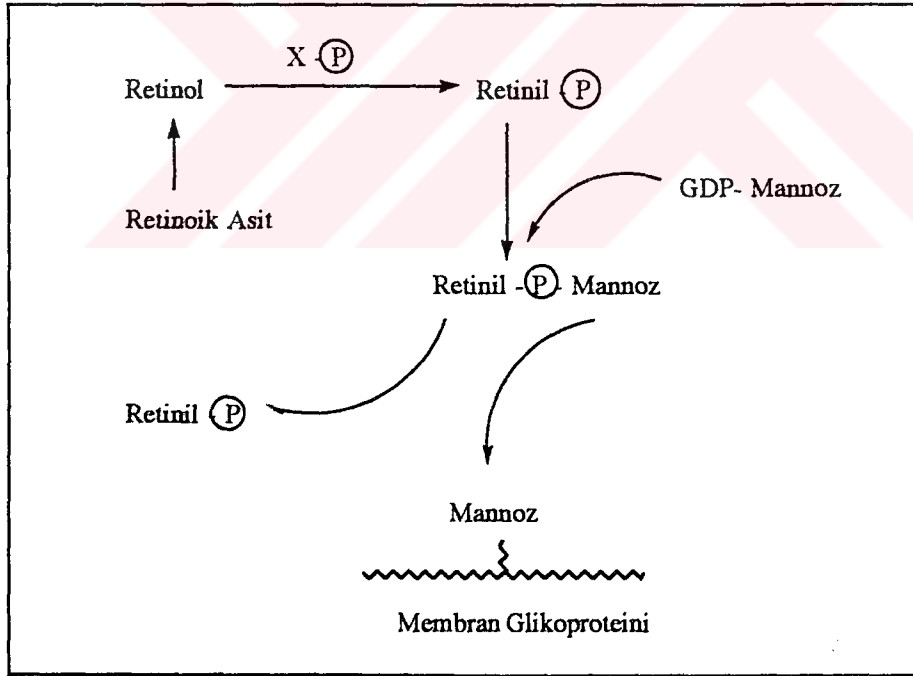 X - P
Retinol
Retinil - P
Retinoik Asit
GDP- Mannoz
Retinil - P - Mannoz
Retinil - P
Mannoz
Membran Glikoproteini